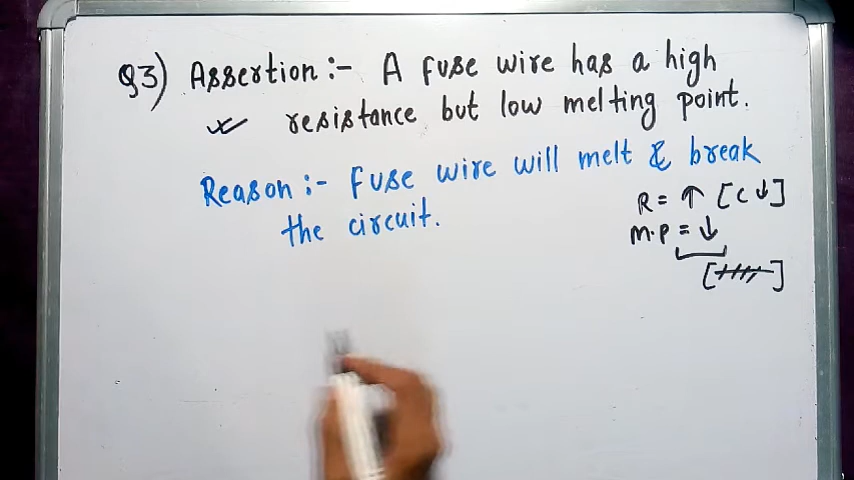 Q3) Assertion :- A fuse wire has a high
resistance but low melting point.
Reason :- fuse wire will melt & break
the circuit.
R = ↑ [C ↓]
M.P = ↓